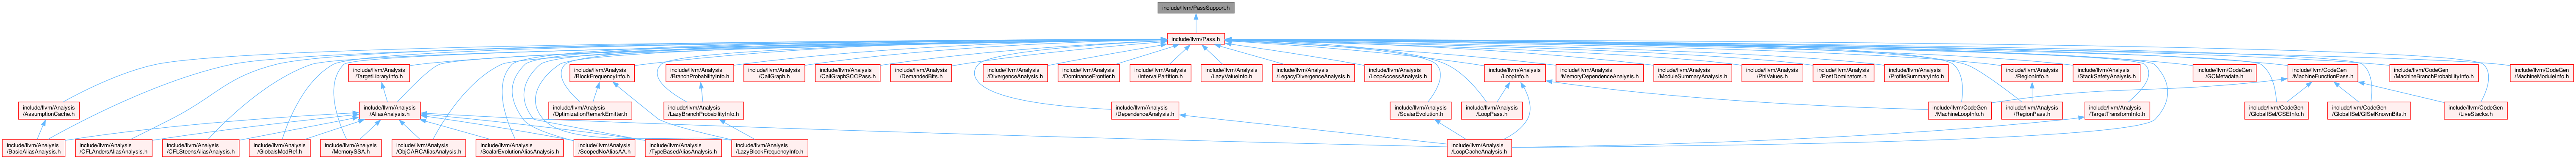 include/llvm/PassSupport.h
include/llvm/Pass.h
include/llvm/Analysis
/TargetLibraryInfo.h
include/llvm/Analysis
/BlockFrequencyInfo.h
include/llvm/Analysis
/BranchProbabilityInfo.h
include/llvm/Analysis
/CallGraph.h
include/llvm/Analysis
/CallGraphSCCPass.h
include/llvm/Analysis
/DemandedBits.h
include/llvm/Analysis
/DivergenceAnalysis.h
include/llvm/Analysis
/DominanceFrontier.h
include/llvm/Analysis
/IntervalPartition.h
include/llvm/Analysis
/LazyValueInfo.h
include/llvm/Analysis
/LegacyDivergenceAnalysis.h
include/llvm/Analysis
/LoopAccessAnalysis.h
include/llvm/Analysis
/LoopInfo.h
include/llvm/Analysis
/MemoryDependenceAnalysis.h
include/llvm/Analysis
/ModuleSummaryAnalysis.h
include/llvm/Analysis
/PhiValues.h
include/llvm/Analysis
/PostDominators.h
include/llvm/Analysis
/ProfileSummaryInfo.h
include/llvm/Analysis
/RegionInfo.h
include/llvm/Analysis
/StackSafetyAnalysis.h
include/llvm/CodeGen
/GCMetadata.h
include/llvm/CodeGen
/MachineFunctionPass.h
include/llvm/CodeGen
/MachineBranchProbabilityInfo.h
include/llvm/CodeGen
/MachineModuleInfo.h
include/llvm/Analysis
/AssumptionCache.h
include/llvm/Analysis
/AliasAnalysis.h
include/llvm/Analysis
/OptimizationRemarkEmitter.h
include/llvm/Analysis
/LazyBranchProbabilityInfo.h
include/llvm/Analysis
/DependenceAnalysis.h
include/llvm/Analysis
/ScalarEvolution.h
include/llvm/Analysis
/LoopPass.h
include/llvm/CodeGen
/MachineLoopInfo.h
include/llvm/Analysis
/RegionPass.h
include/llvm/Analysis
/TargetTransformInfo.h
include/llvm/CodeGen
/GlobalISel/CSEInfo.h
include/llvm/CodeGen
/GlobalISel/GISelKnownBits.h
include/llvm/CodeGen
/LiveStacks.h
include/llvm/Analysis
/BasicAliasAnalysis.h
include/llvm/Analysis
/CFLAndersAliasAnalysis.h
include/llvm/Analysis
/CFLSteensAliasAnalysis.h
include/llvm/Analysis
/GlobalsModRef.h
include/llvm/Analysis
/MemorySSA.h
include/llvm/Analysis
/ObjCARCAliasAnalysis.h
include/llvm/Analysis
/ScalarEvolutionAliasAnalysis.h
include/llvm/Analysis
/ScopedNoAliasAA.h
include/llvm/Analysis
/TypeBasedAliasAnalysis.h
include/llvm/Analysis
/LazyBlockFrequencyInfo.h
include/llvm/Analysis
/LoopCacheAnalysis.h